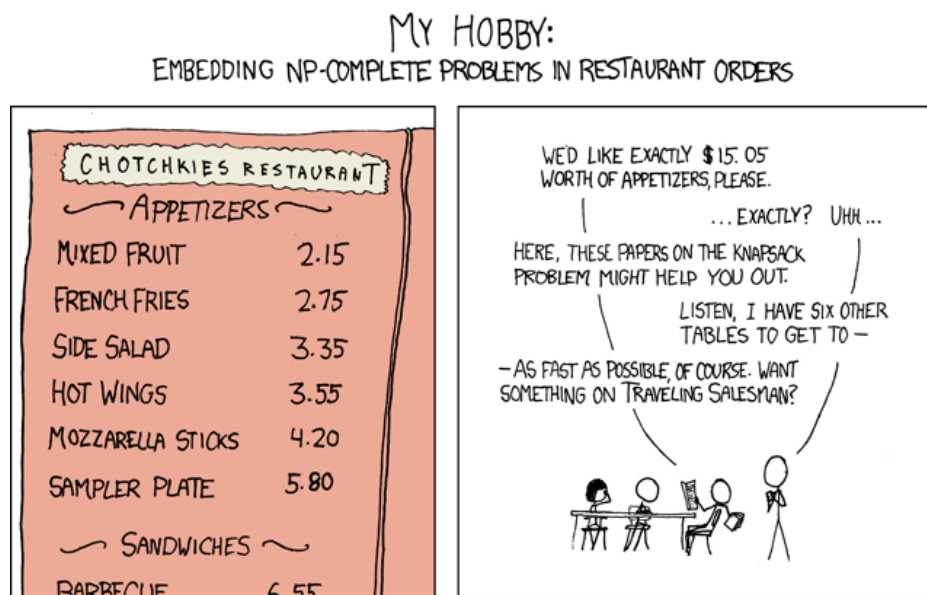 MY HOBBY:
EMBEDDING NP-COMPLETE PROBLEMS IN RESTAURANT ORDERS
CHOTCHKIES RESTAURANT
APPETIZERS
MIXED FRUIT 2.15
FRENCH FRIES 2.75
SIDE SALAD 3.35
HOT WINGS 3.55
MOZZARELLA STICKS 4.20
SAMPLER PLATE 5.80
SANDWICHES
BARBECUE 6.55
WE'D LIKE EXACTLY $15.05
WORTH OF APPETIZERS, PLEASE.
...EXACTLY? UHH...
HERE, THESE PAPERS ON THE KNAPSACK
PROBLEM MIGHT HELP YOU OUT.
LISTEN, I HAVE SIX OTHER
TABLES TO GET TO —
— AS FAST AS POSSIBLE, OF COURSE. WANT
SOMETHING ON TRAVELING SALESMAN?